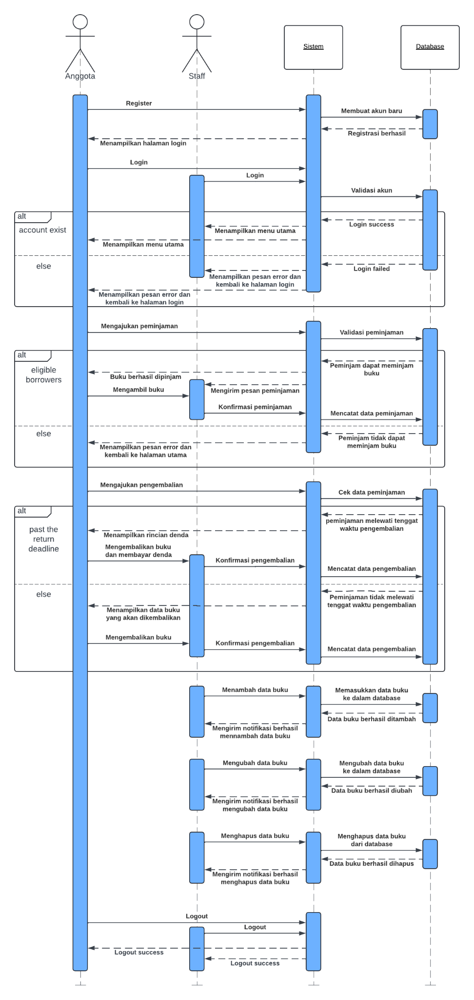 Sistem
Database
Anggota
Staff
Register
Membuat akun baru
Registrasi berhasil
Menampilkan halaman login
Login
Login
Validasi akun
alt
account exist
Login success
Menampilkan menu utama
Menampilkan menu utama
else
Login failed
Menampilkan pesan error dan
kembali ke halaman login
Menampilkan pesan error dan
kembali ke halaman login
Mengajukan peminjaman
Validasi peminjaman
alt
eligible
borrowers
Peminjam dapat meminjam
buku
Buku berhasil dipinjam
Mengambil buku
Mengirim pesan peminjaman
Konfirmasi peminjaman
Mencatat data peminjaman
else
Peminjam tidak dapat
meminjam buku
Menampilkan pesan error dan
kembali ke halaman utama
Mengajukan pengembalian
Cek data peminjaman
alt
past the
return
deadline
peminjaman melewati tenggat
waktu pengembalian
Menampilkan rincian denda
Mengembalikan buku
dan membayar denda
Konfirmasi pengembalian
Mencatat data pengembalian
else
Peminjaman tidak melewati
tenggat waktu pengembalian
Menampilkan data buku
yang akan dikembalikan
Mengembalikan buku
Konfirmasi pengembalian
Mencatat data pengembalian
Menambah data buku
Memasukkan data buku
ke dalam database
Data buku berhasil ditambah
Mengirim notifikasi berhasil
mennambah data buku
Mengubah data buku
Mengubah data buku
ke dalam database
Data buku berhasil diubah
Mengirim notifikasi berhasil
mengubah data buku
Menghapus data buku
Menghapus data buku
dari database
Data buku berhasil dihapus
Mengirim notifikasi berhasil
menghapus data buku
Logout
Logout
Logout success
Logout success